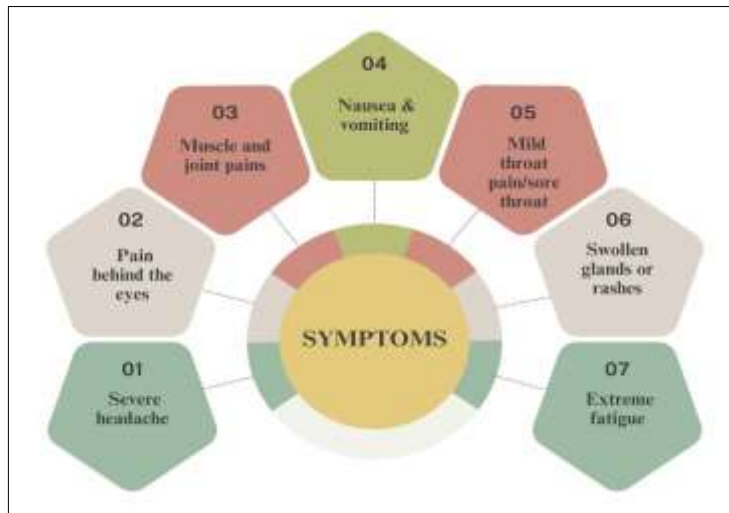 01
Severe
headache
02
Pain
behind the
eyes
03
Muscle and
joint pains
04
Nausea &
vomiting
05
Mild
throat
pain/sore
throat
06
Swollen
glands or
rashes
07
Extreme
fatigue
SYMPTOMS